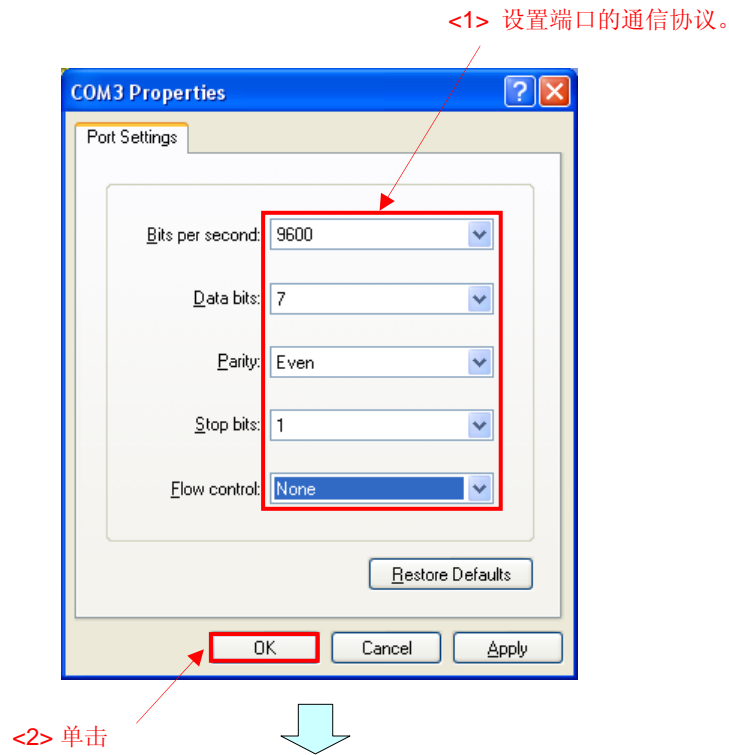 <1> 设置端口的通信协议。
COM3 Properties
Port Settings
Bits per second: 9600
Data bits: 7
Parity: Even
Stop bits: 1
Flow control: None
Restore Defaults
OK Cancel Apply
<2> 单击